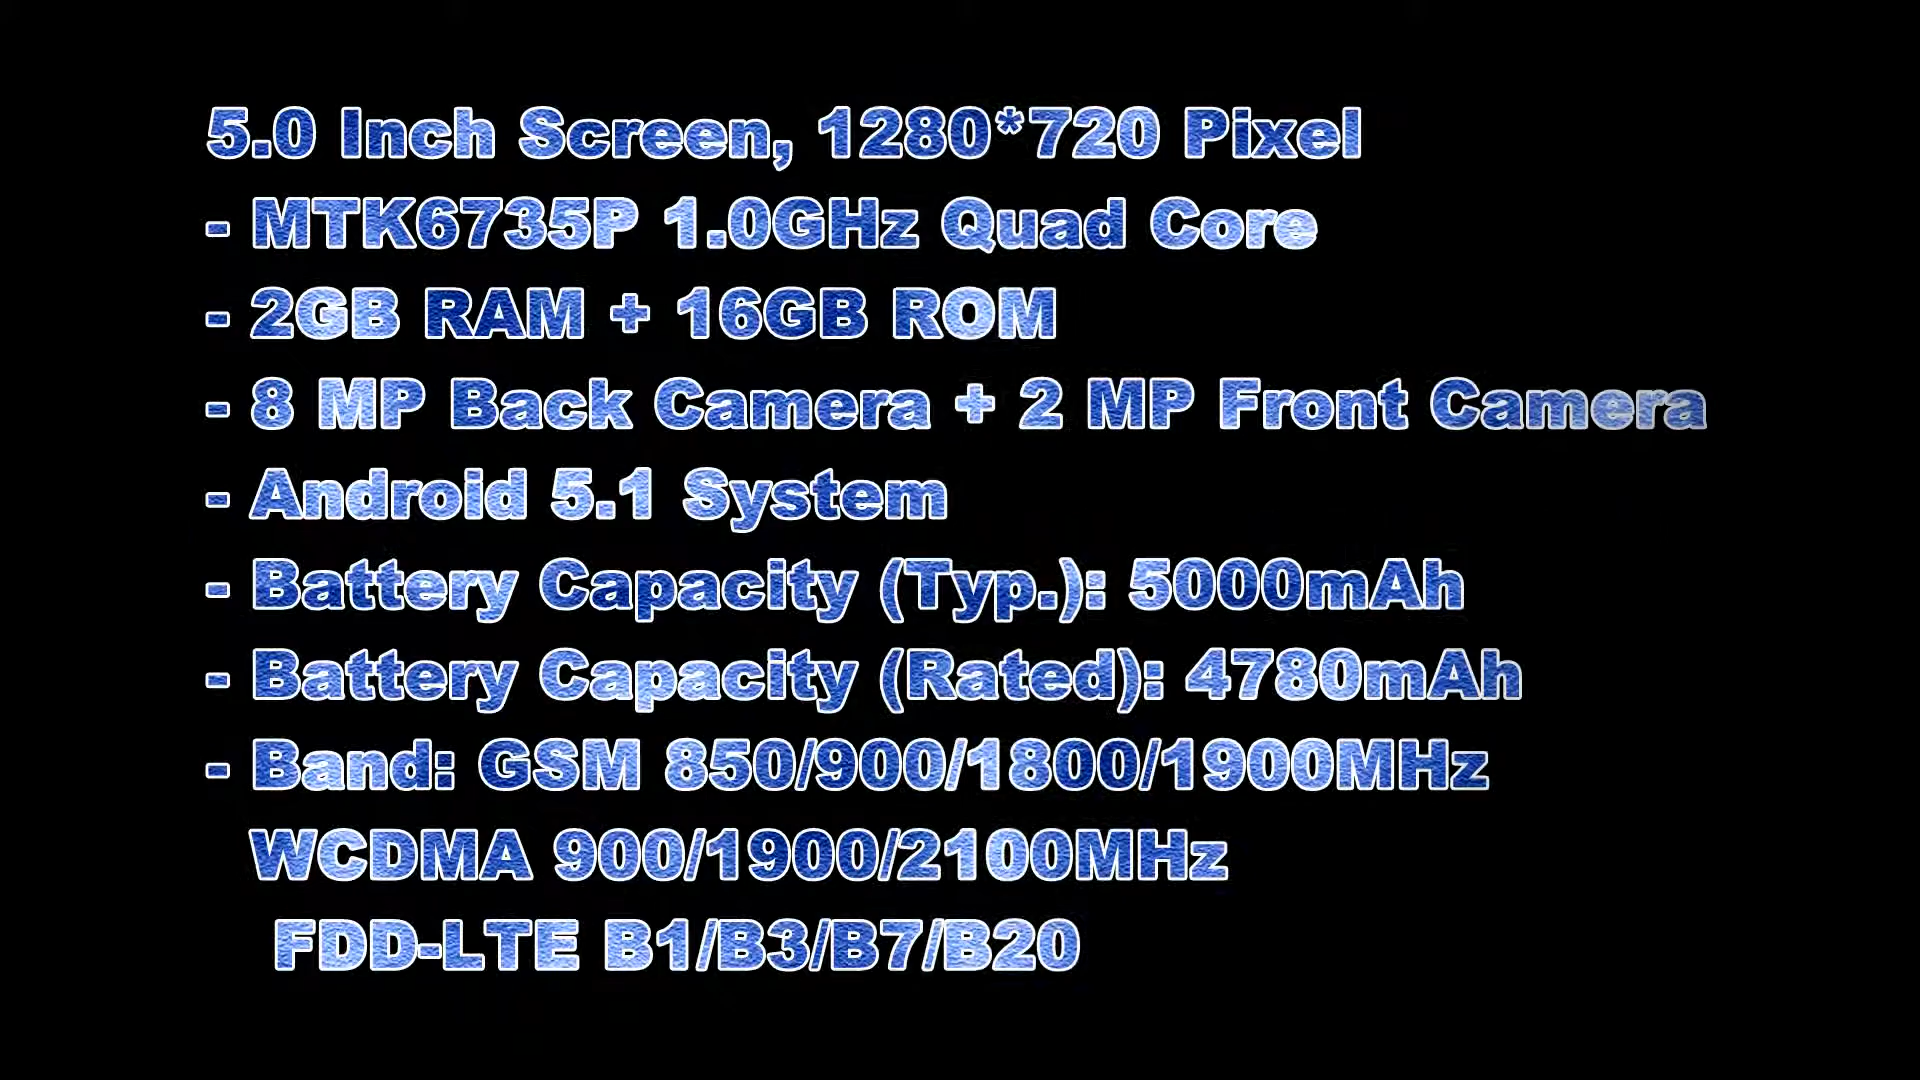 5.0 Inch Screen, 1280*720 Pixel
- MTK6735P 1.0GHz Quad Core
- 2GB RAM + 16GB ROM
- 8 MP Back Camera + 2 MP Front Camera
- Android 5.1 System
- Battery Capacity (Typ.): 5000mAh
- Battery Capacity (Rated): 4780mAh
- Band: GSM 850/900/1800/1900MHz
WCDMA 900/1900/2100MHz
FDD-LTE B1/B3/B7/B20